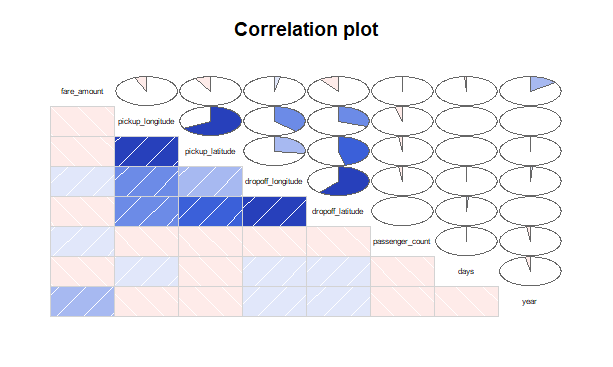 Correlation plot
fare_amount
pickup_longitude
pickup_latitude
dropoff_longitude
dropoff_latitude
passenger_count
days
year